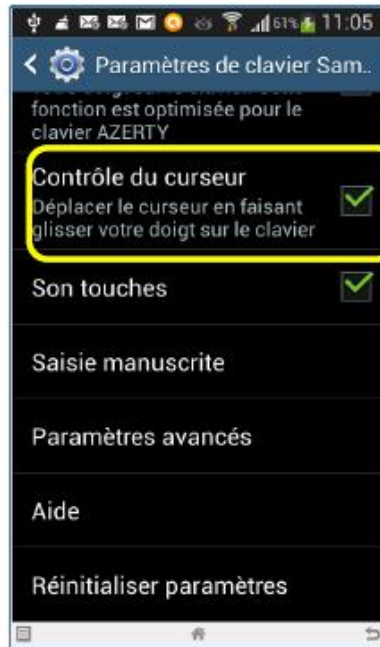 61% 11:05
Paramètres de clavier Sam..
fonction est optimisée pour le
clavier AZERTY
Contrôle du curseur
Déplacer le curseur en faisant
glisser votre doigt sur le clavier
Son touches
Saisie manuscrite
Paramètres avancés
Aide
Réinitialiser paramètres